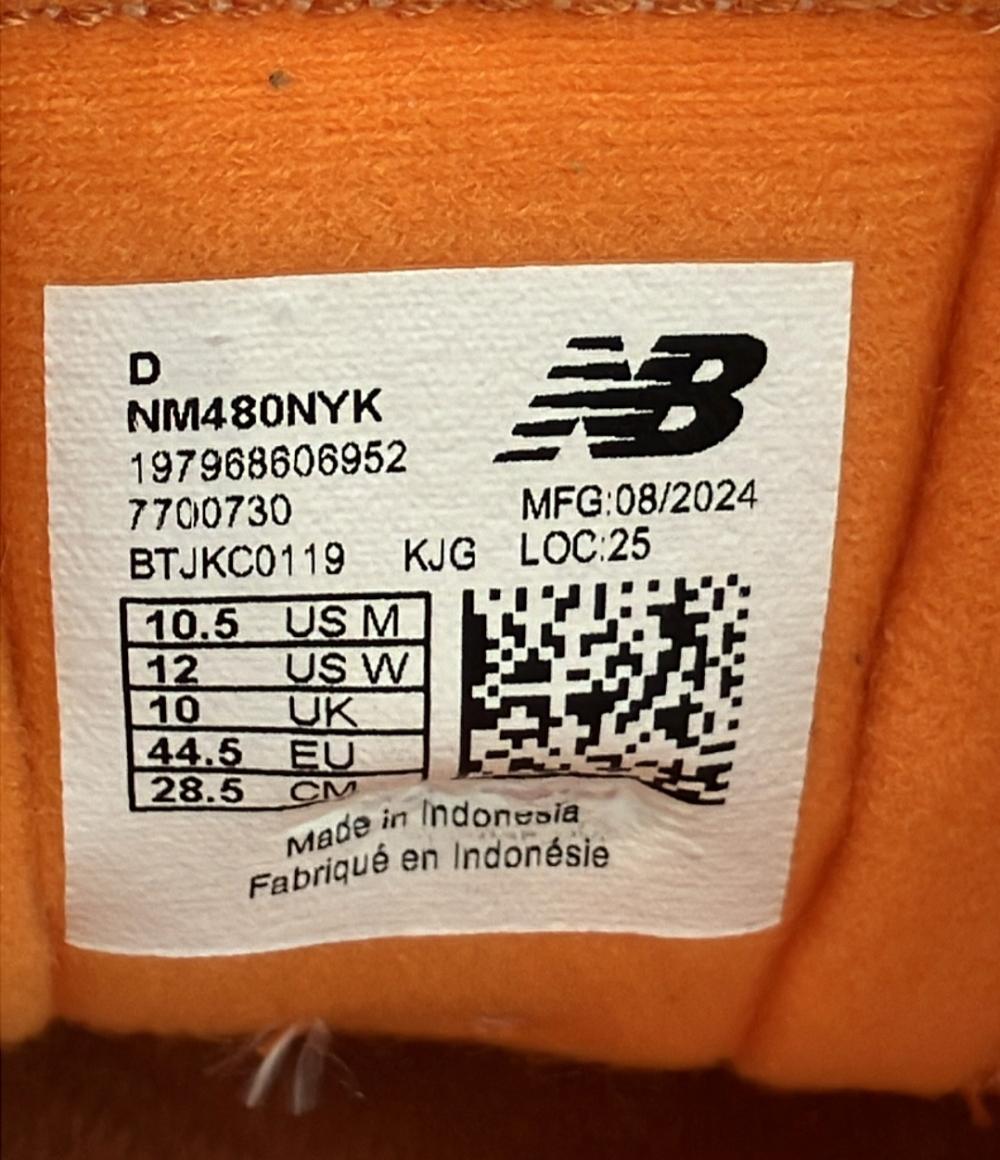 D
NM480NYK
NB
197968606952
7700730
MFG:08/2024
BTJKC0119 KJG LOC:25
10.5 US M
12 US W
10 UK
44.5 EU
28.5 CM
Made in Indonesia
Fabriqué en Indonésie